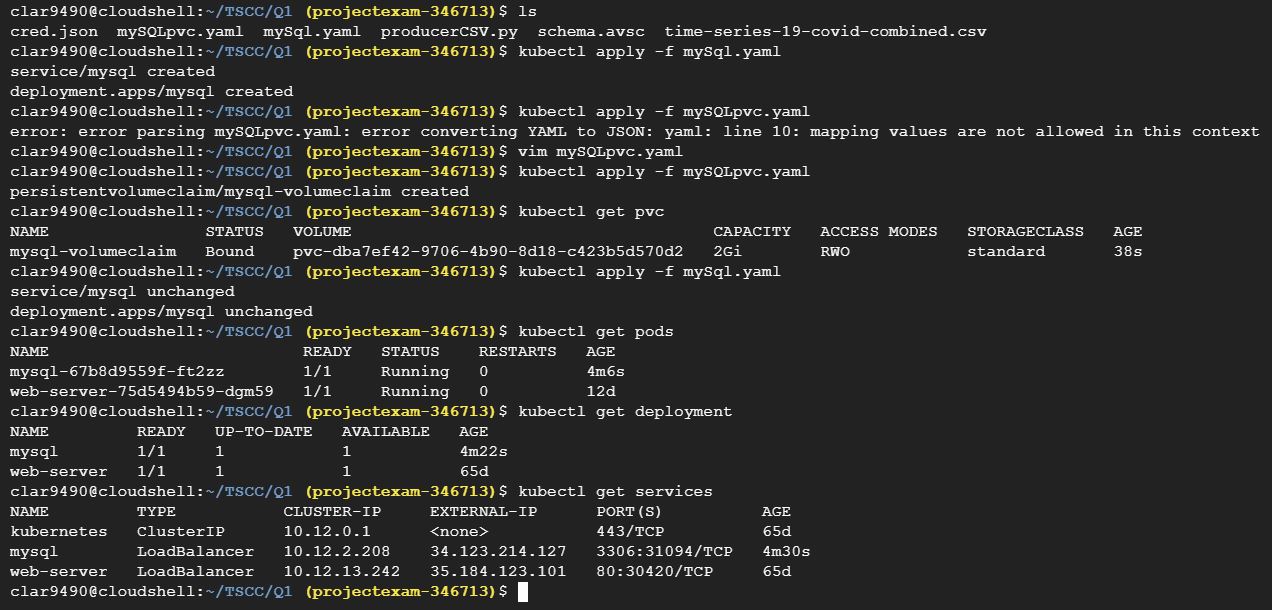 clar9490@cloudshell:~/TSCC/Q1 (projectexam-346713)$ ls
cred.json  mySQLpvc.yaml  mySql.yaml  producerCSV.py  schema.avsc  time-series-19-covid-combined.csv
clar9490@cloudshell:~/TSCC/Q1 (projectexam-346713)$ kubectl apply -f mySql.yaml
service/mysql created
deployment.apps/mysql created
clar9490@cloudshell:~/TSCC/Q1 (projectexam-346713)$ kubectl apply -f mySQLpvc.yaml
error: error parsing mySQLpvc.yaml: error converting YAML to JSON: yaml: line 10: mapping values are not allowed in this context
clar9490@cloudshell:~/TSCC/Q1 (projectexam-346713)$ vim mySQLpvc.yaml
clar9490@cloudshell:~/TSCC/Q1 (projectexam-346713)$ kubectl apply -f mySQLpvc.yaml
persistentvolumeclaim/mysql-volumeclaim created
clar9490@cloudshell:~/TSCC/Q1 (projectexam-346713)$ kubectl get pvc
NAME                STATUS   VOLUME                                     CAPACITY   ACCESS MODES   STORAGECLASS   AGE
mysql-volumeclaim   Bound    pvc-dba7ef42-9706-4b90-8d18-c423b5d570d2   2Gi        RWO            standard       38s
clar9490@cloudshell:~/TSCC/Q1 (projectexam-346713)$ kubectl apply -f mySql.yaml
service/mysql unchanged
deployment.apps/mysql unchanged
clar9490@cloudshell:~/TSCC/Q1 (projectexam-346713)$ kubectl get pods
NAME                          READY   STATUS    RESTARTS   AGE
mysql-67b8d9559f-ft2zz        1/1     Running   0          4m6s
web-server-75d5494b59-dgm59   1/1     Running   0          12d
clar9490@cloudshell:~/TSCC/Q1 (projectexam-346713)$ kubectl get deployment
NAME         READY   UP-TO-DATE   AVAILABLE   AGE
mysql        1/1     1            1           4m22s
web-server   1/1     1            1           65d
clar9490@cloudshell:~/TSCC/Q1 (projectexam-346713)$ kubectl get services
NAME         TYPE           CLUSTER-IP     EXTERNAL-IP      PORT(S)          AGE
kubernetes   ClusterIP      10.12.0.1      <none>           443/TCP          65d
mysql        LoadBalancer   10.12.2.208    34.123.214.127   3306:31094/TCP   4m30s
web-server   LoadBalancer   10.12.13.242   35.184.123.101   80:30420/TCP     65d
clar9490@cloudshell:~/TSCC/Q1 (projectexam-346713)$